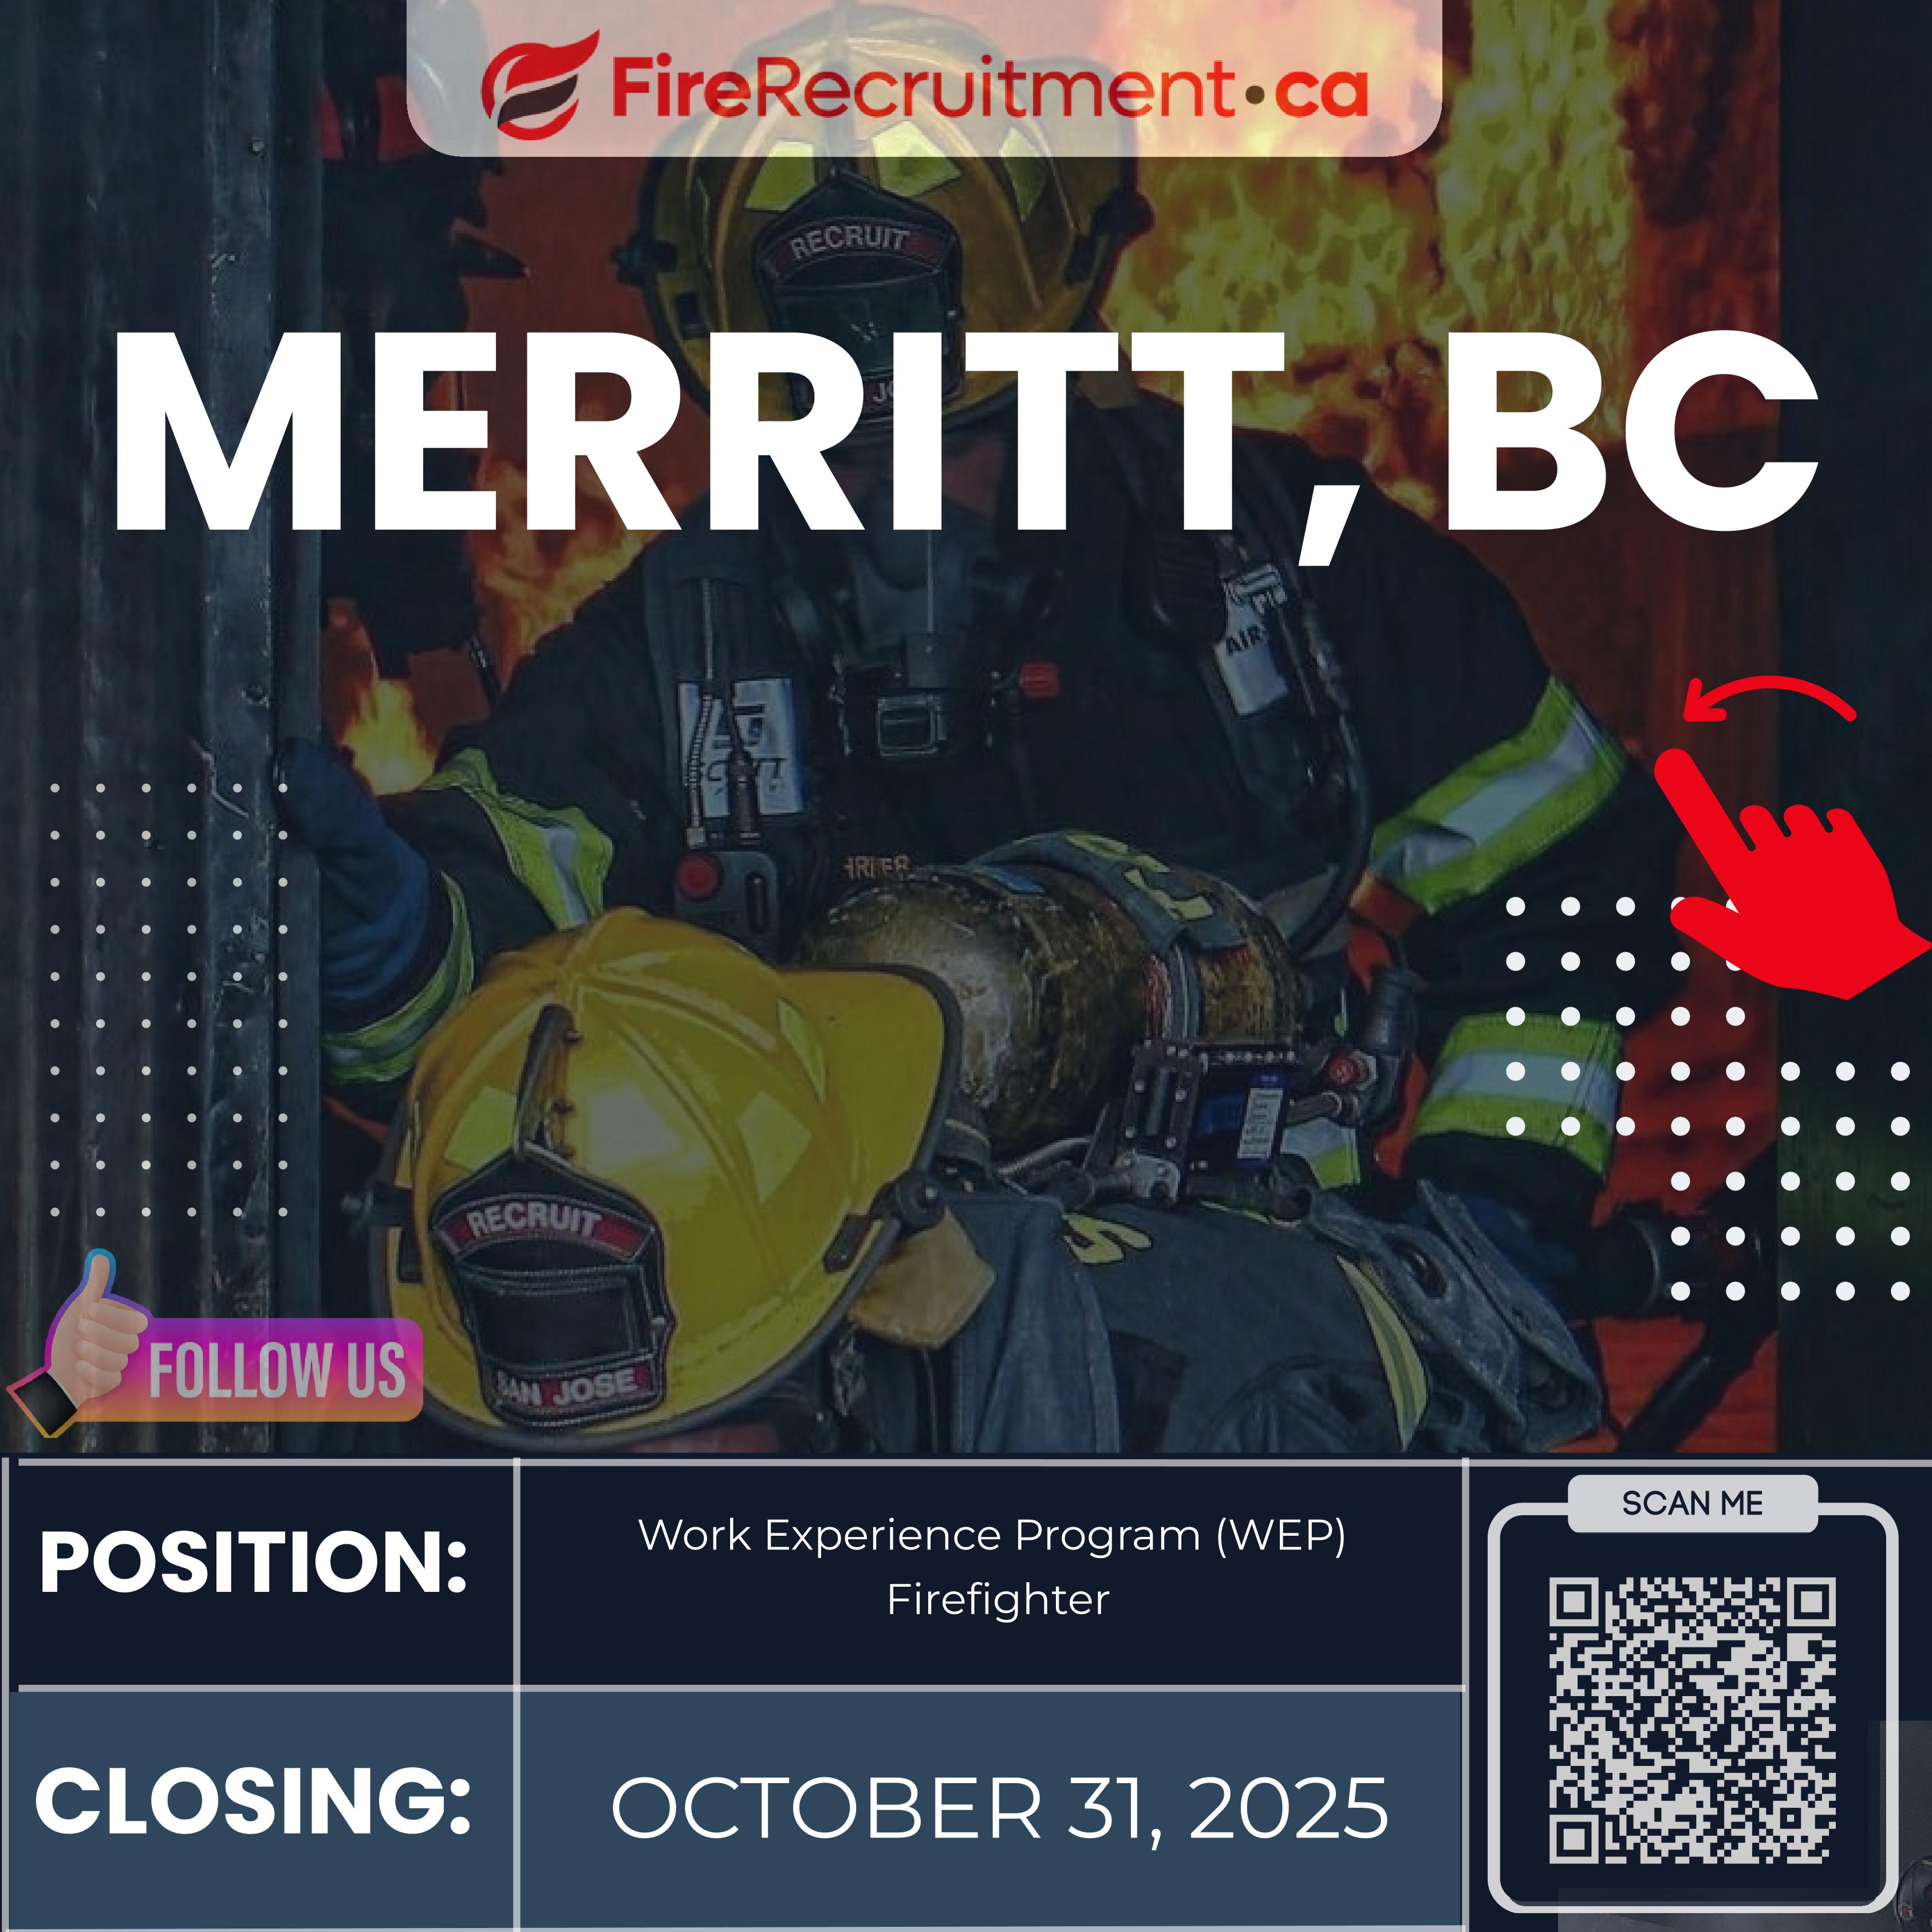 FireRecruitment.ca
RECRUIT
MERRITT, BC
AIR
RECRUIT
SAN JOSE
FOLLOW US
POSITION:
Work Experience Program (WEP)
Firefighter
SCAN ME
CLOSING:
OCTOBER 31, 2025